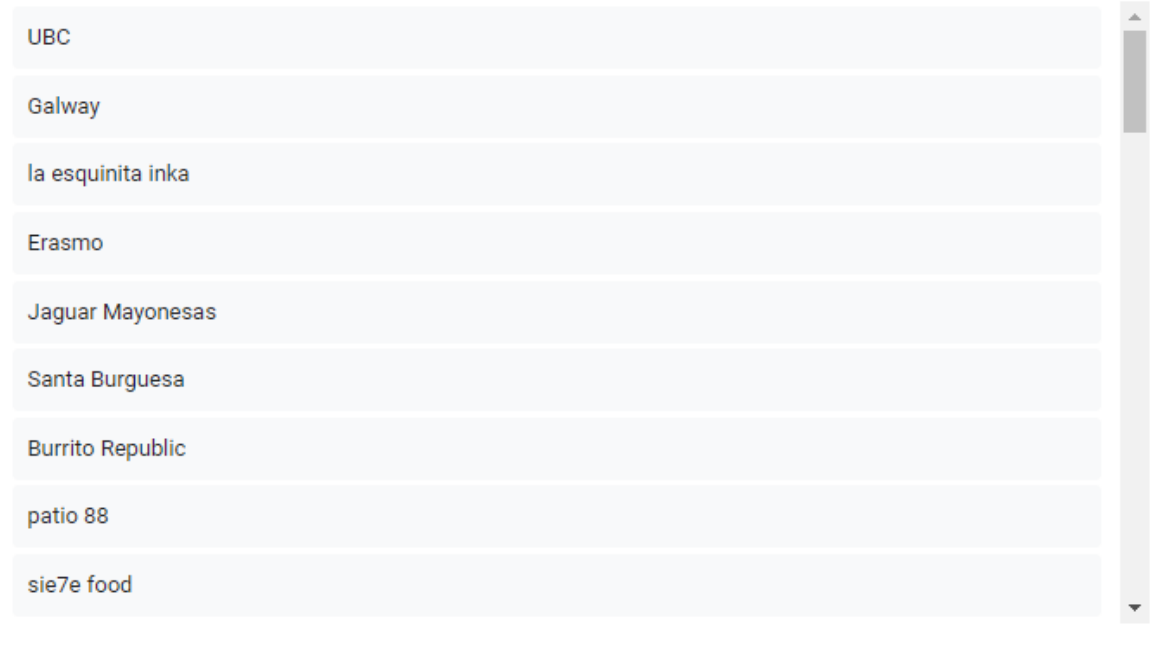 UBC
Galway
la esquinita inka
Erasmo
Jaguar Mayonesas
Santa Burguesa
Burrito Republic
patio 88
sie7e food